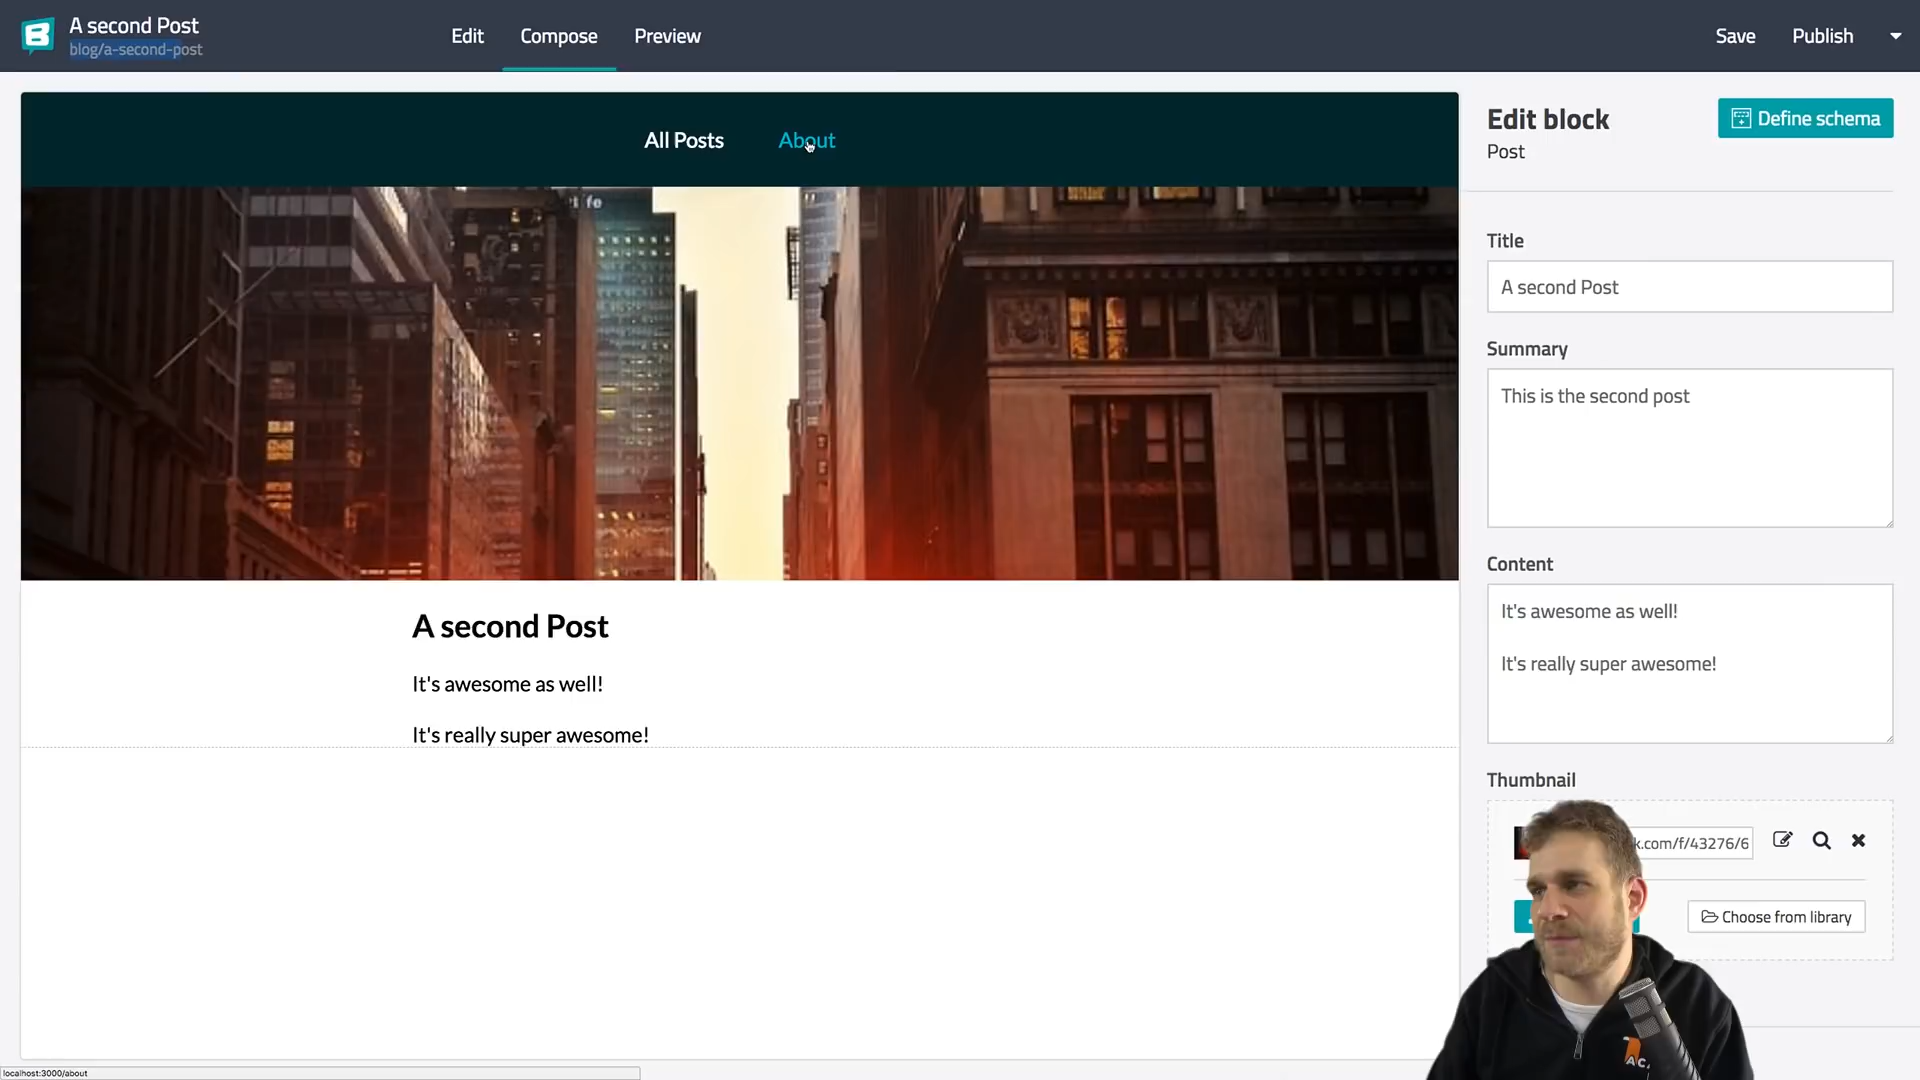 A second Post
blog/a-second-post
Edit
Compose
Preview
Save
Publish
All Posts
About
A second Post
It's awesome as well!
It's really super awesome!
Edit block
Post
Define schema
Title
A second Post
Summary
This is the second post
Content
It's awesome as well!
It's really super awesome!
Thumbnail
k.com/f/43276/6
Choose from library
localhost:3000/about